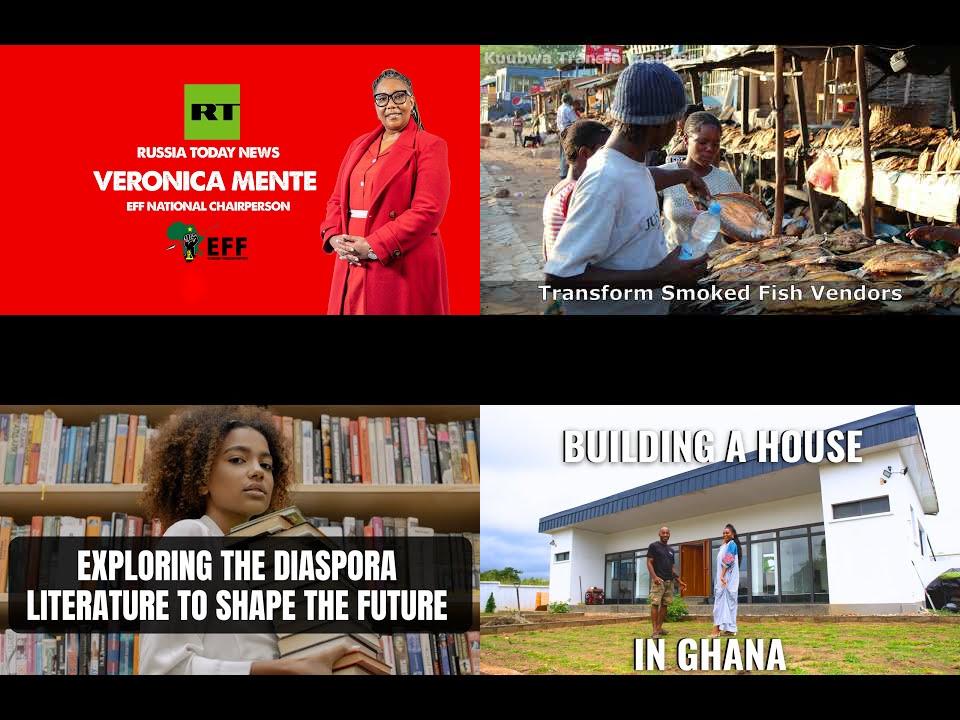 RT
RUSSIA TODAY NEWS
VERONICA MENTE
EFF NATIONAL CHAIRPERSON
EFF
Transform Smoked Fish Vendors
EXPLORING THE DIASPORA
LITERATURE TO SHAPE THE FUTURE
BUILDING A HOUSE
IN GHANA